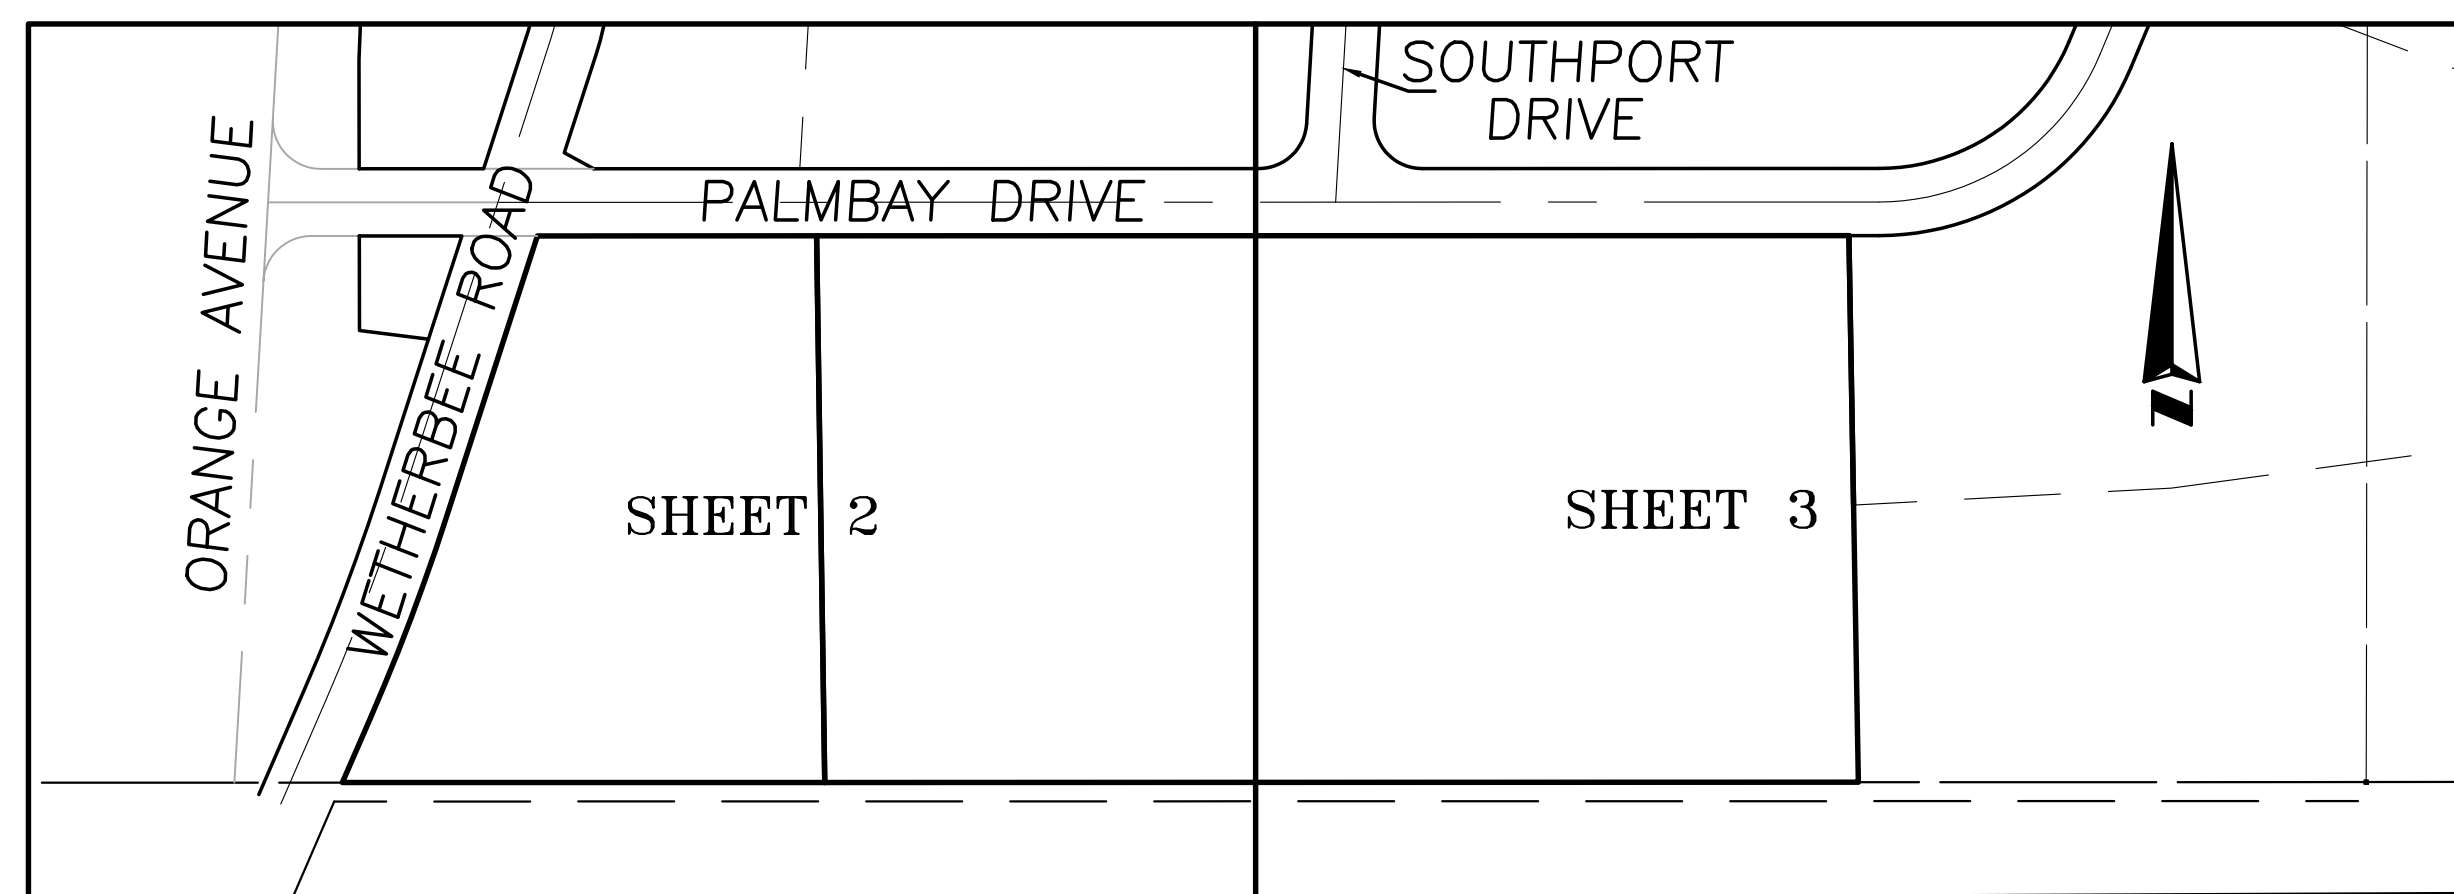 SOUTHPORT
DRIVE
PALMBAY DRIVE
ORANGE AVENUE
WETHERBEE ROAD
SHEET 2
SHEET 3
N